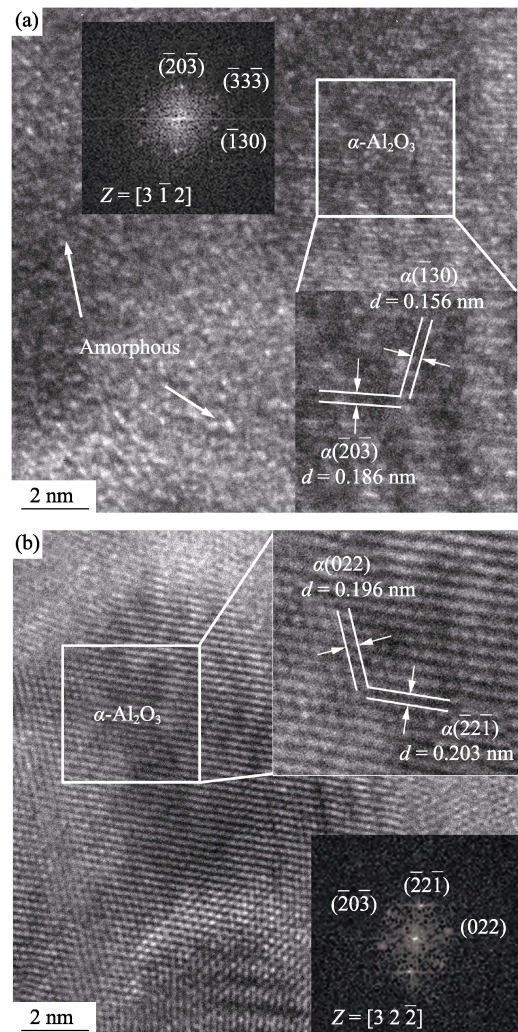 (a)
(2̅03̅)
(3̅33̅)
(1̅30)
Z = [3 1̅ 2]
α-Al₂O₃
α(1̅30)
d = 0.156 nm
Amorphous
α(2̅03̅)
d = 0.186 nm
2 nm
(b)
α(022)
d = 0.196 nm
α-Al₂O₃
α(2̅21̅)
d = 0.203 nm
(2̅21̅)
(2̅03̅)
(022)
Z = [3 2 2̅]
2 nm